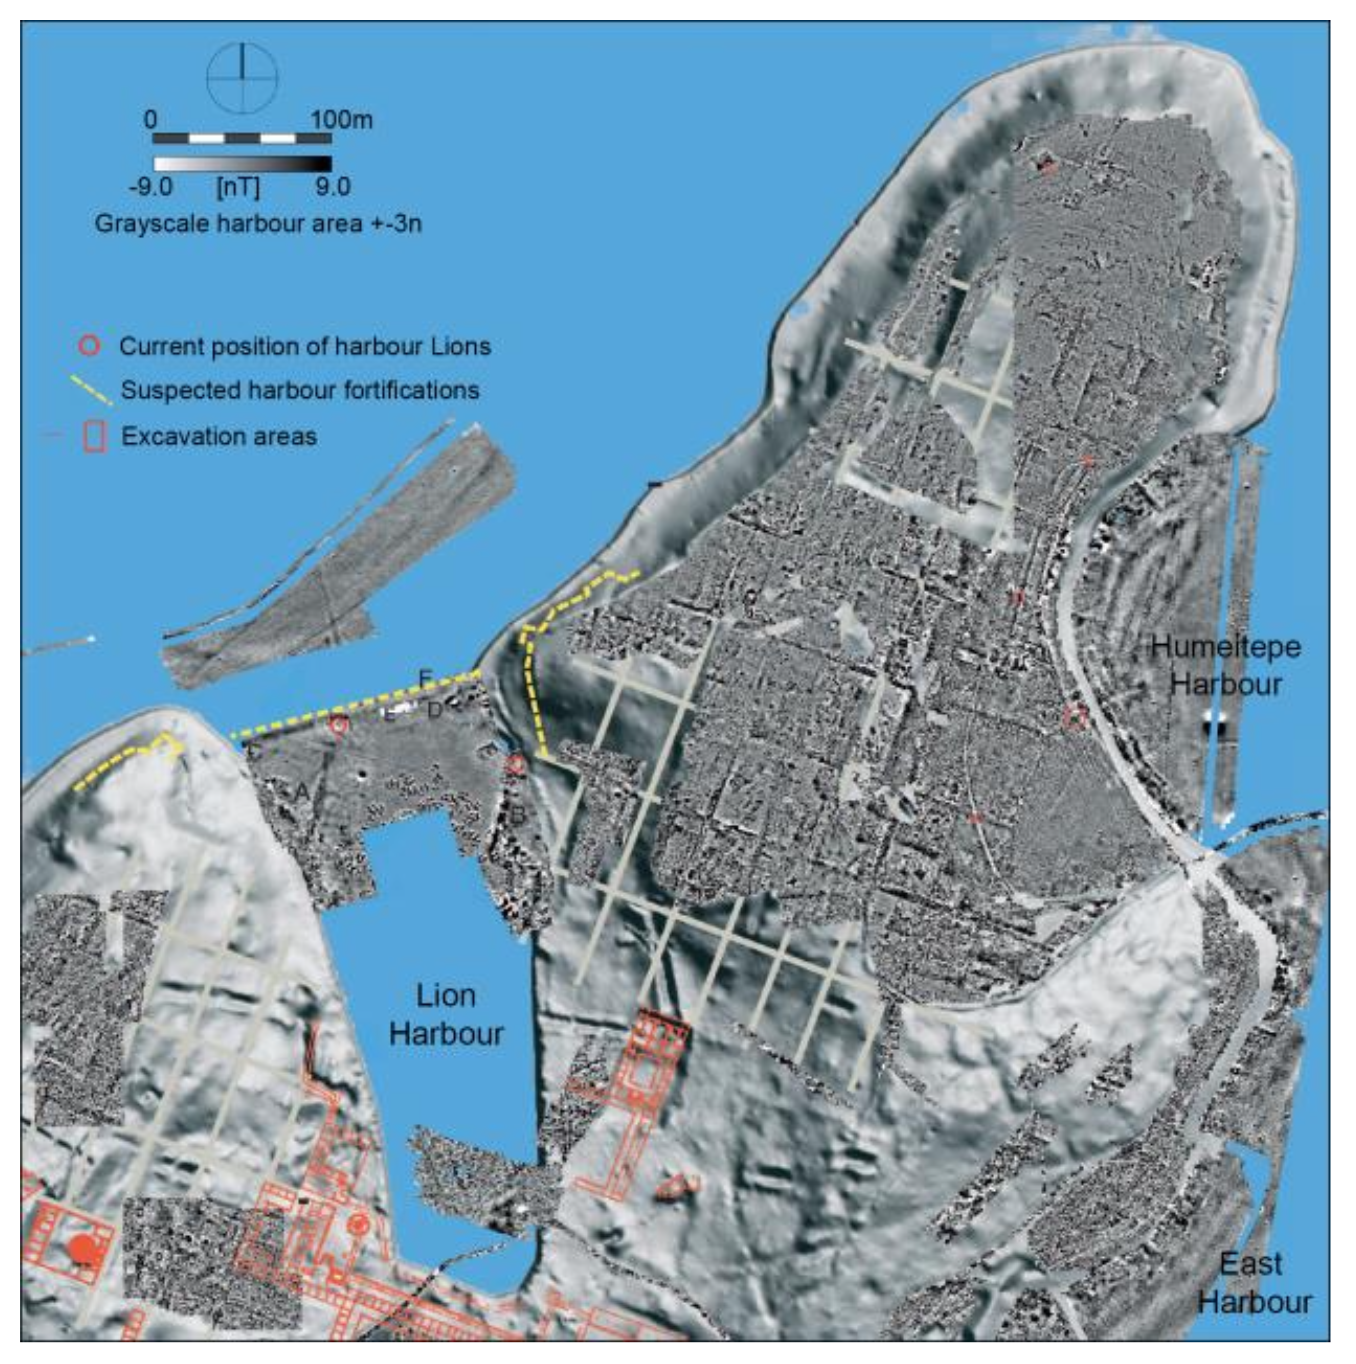 0 100m
-9.0 [nT] 9.0
Grayscale harbour area +-3n
Current position of harbour Lions
Suspected harbour fortifications
Excavation areas
Humeitepe
Harbour
F
E D
C
A
B
Lion
Harbour
East
Harbour